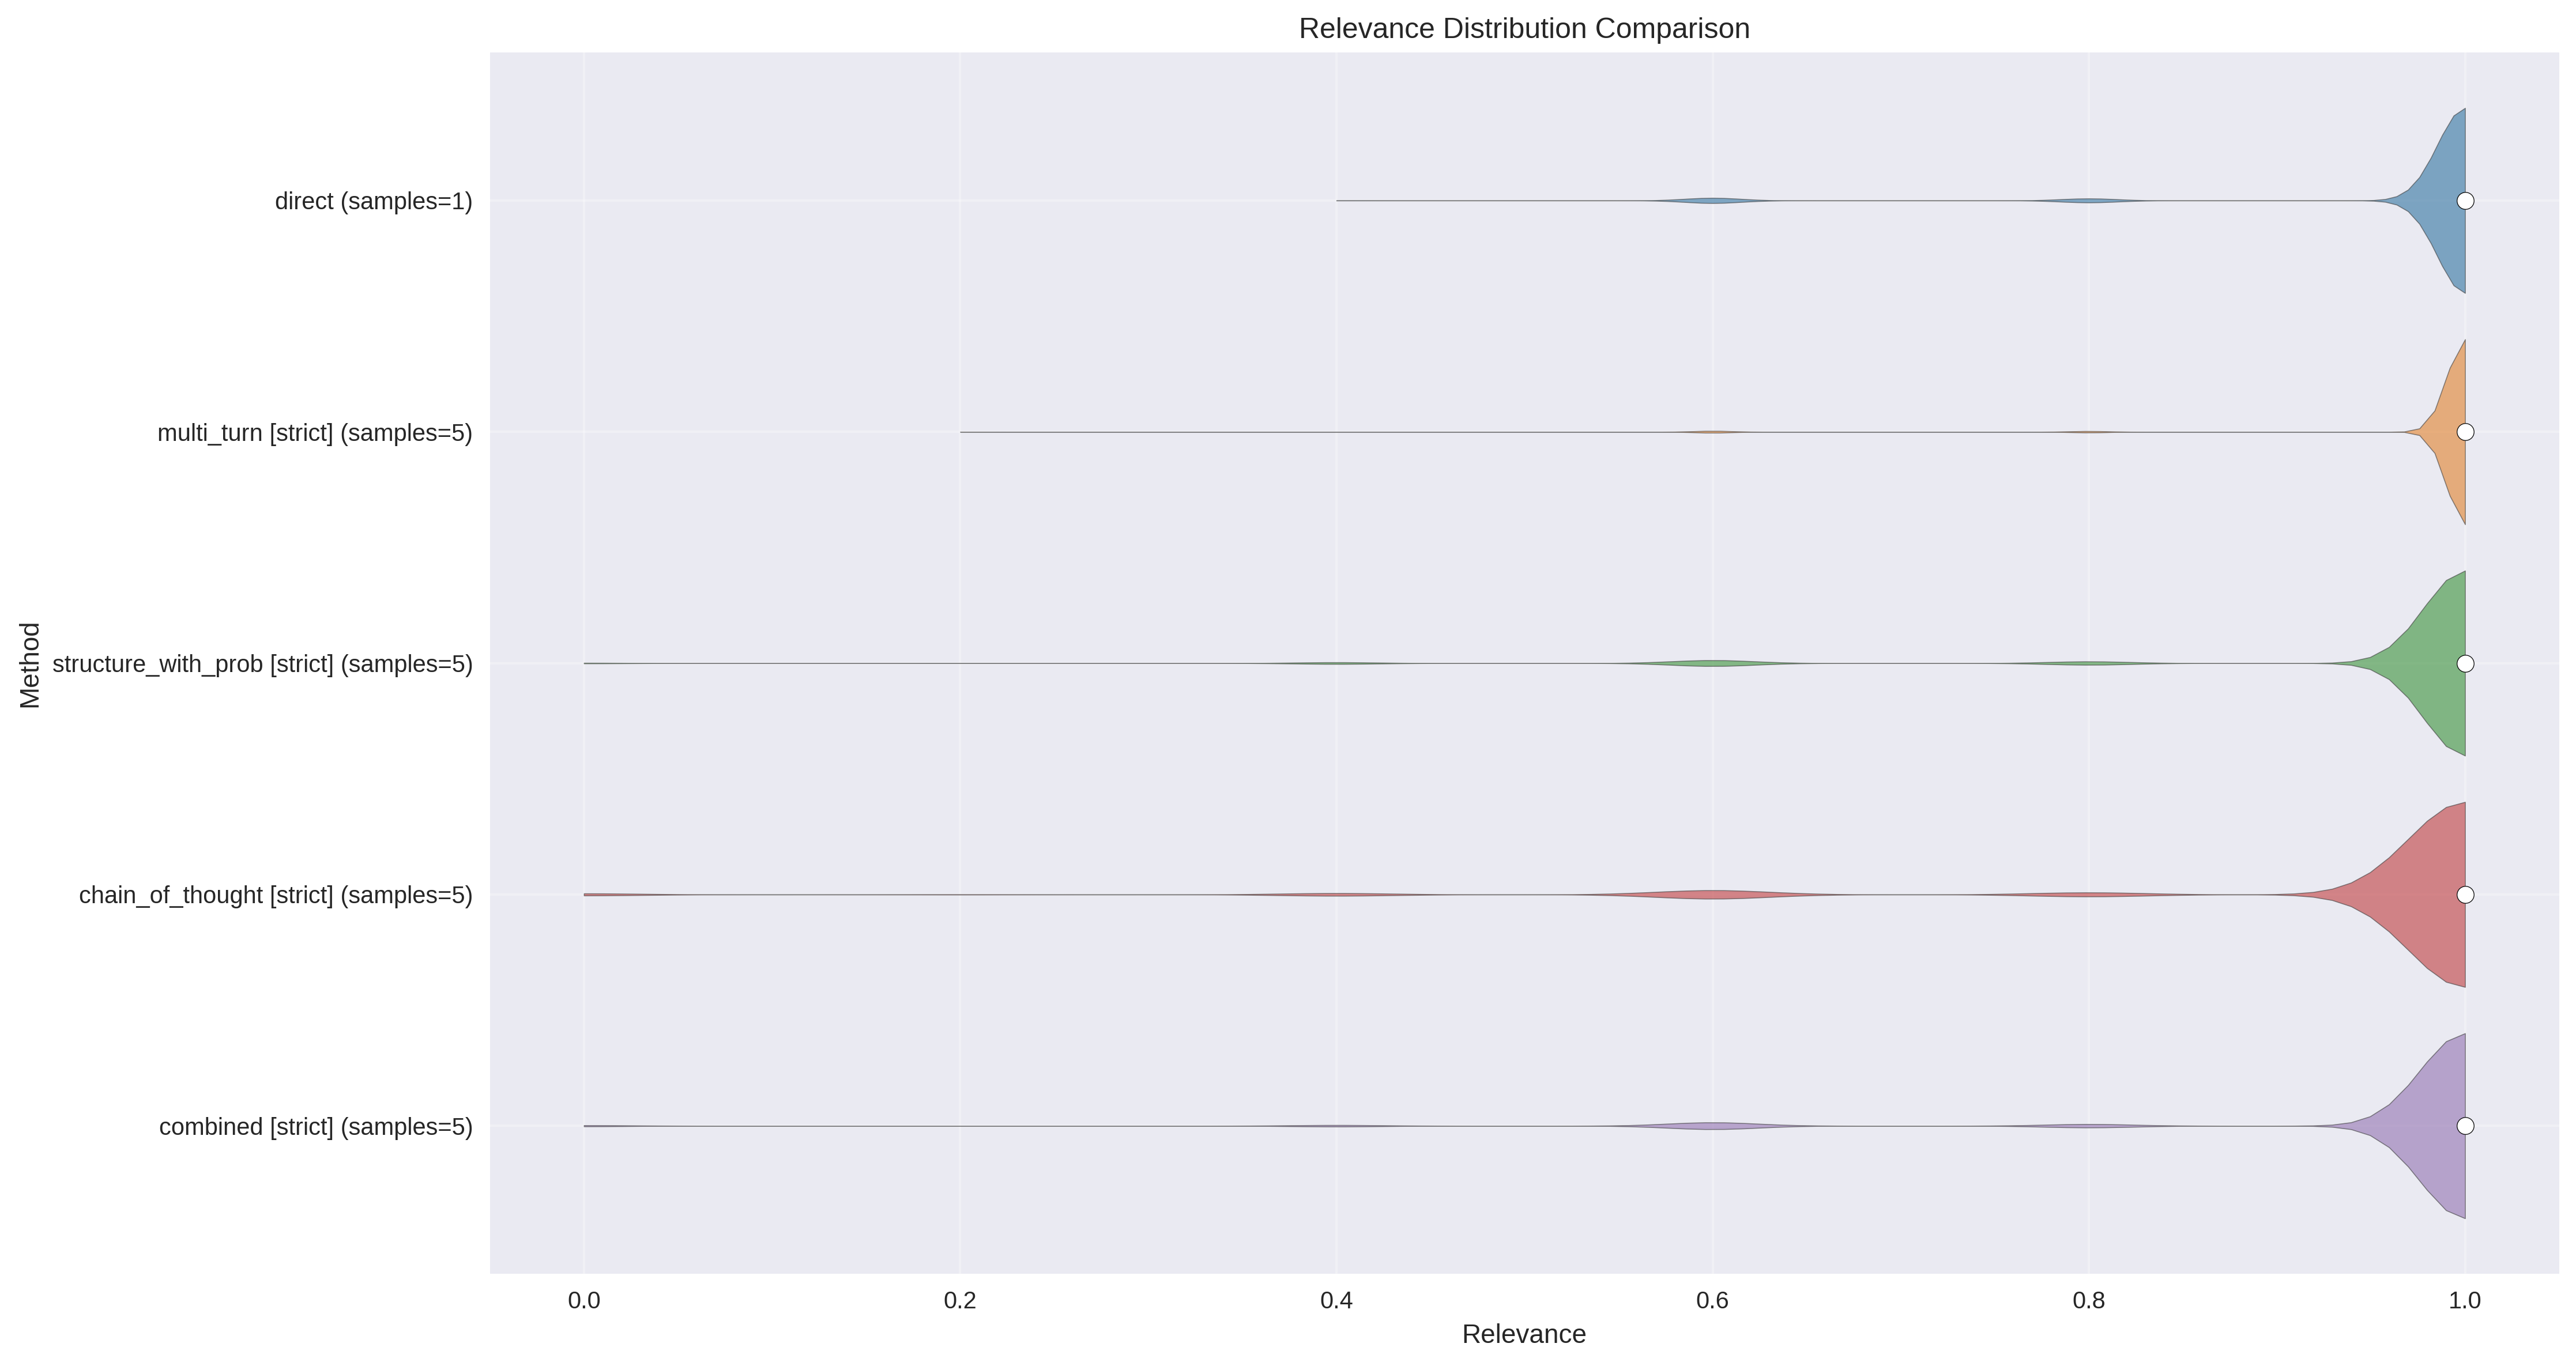 Relevance Distribution Comparison
direct (samples=1)
multi_turn [strict] (samples=5)
structure_with_prob [strict] (samples=5)
chain_of_thought [strict] (samples=5)
combined [strict] (samples=5)
Method
0.0 0.2 0.4 0.6 0.8 1.0
Relevance